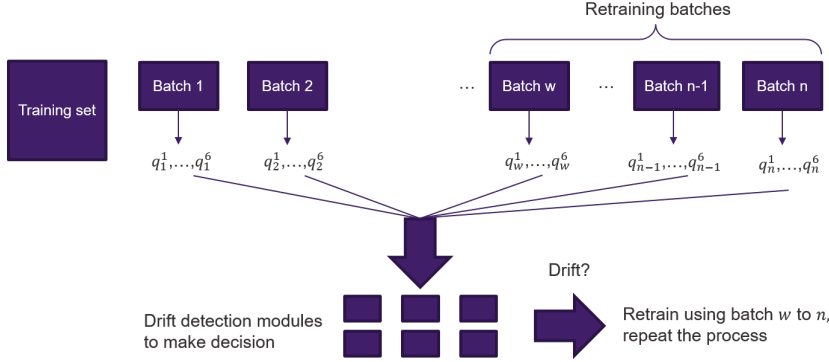 Retraining batches
Training set
Batch 1
Batch 2
...
Batch w
...
Batch n-1
Batch n
q_1^1,...,q_1^6
q_2^1,...,q_2^6
q_w^1,...,q_w^6
q_{n-1}^1,...,q_{n-1}^6
q_n^1,...,q_n^6
Drift?
Drift detection modules
to make decision
Retrain using batch w to n,
repeat the process